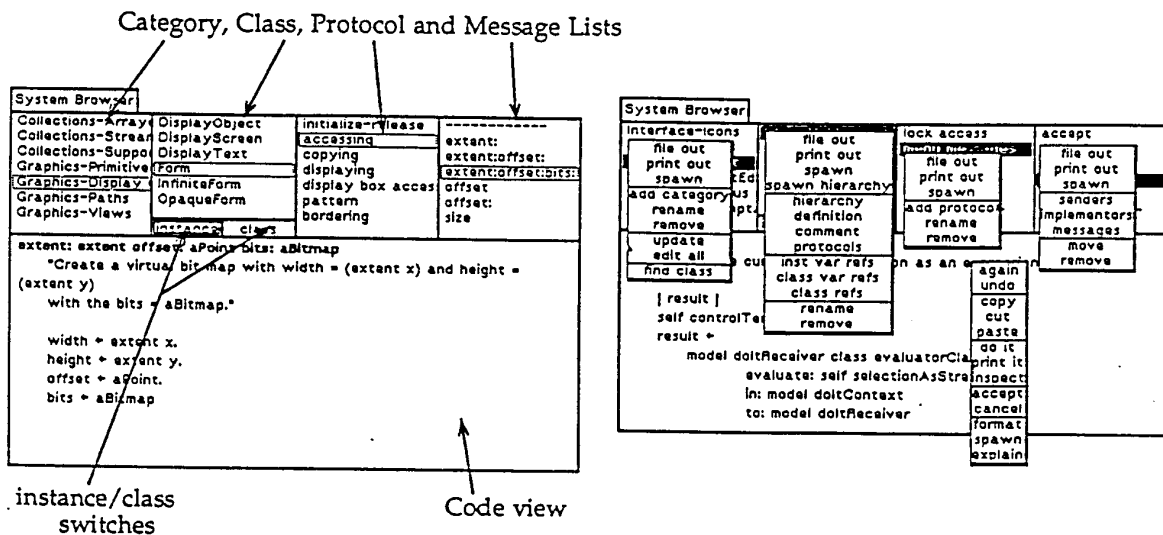 Category, Class, Protocol and Message Lists
System Browser
Collections-Array
Collections-Strear
Collections-Suppo
Graphics-Primitive
Graphics-Display
Graphics-Paths
Graphics-Views
DisplayObject
DisplayScreen
DisplayText
Form
InfiniteForm
OpaqueForm
instance class
initialize-release
accessing
copying
displaying
display box acces
pattern
bordering
--------------
extent:
extent:offset:
extent:offset:bits:
offset
offset:
size
extent: extent offset: aPoint bits: aBitmap
"Create a virtual bit map with width = (extent x) and height =
(extent y)
with the bits = aBitmap."
width ← extent x.
height ← extent y.
offset ← aPoint.
bits ← aBitmap
instance/class
switches
Code view
System Browser
Interface-Icons
file out
print out
spawn
add category
rename
remove
update
edit all
find class
file out
print out
spawn
spawn hierarchy
hierarchy
definition
comment
protocols
inst var refs
class var refs
class refs
rename
remove
lock access
file out
print out
spawn
add protocol
rename
remove
accept
file out
print out
spawn
senders
implementors
messages
move
remove
on as an
| result |
self controlTe
result ←
model doItReceiver class evaluatorCla
evaluate: self selectionAsStre
in: model doItContext
to: model doItReceiver
again
undo
copy
cut
paste
do it
print it
inspect
accept
cancel
format
spawn
explain